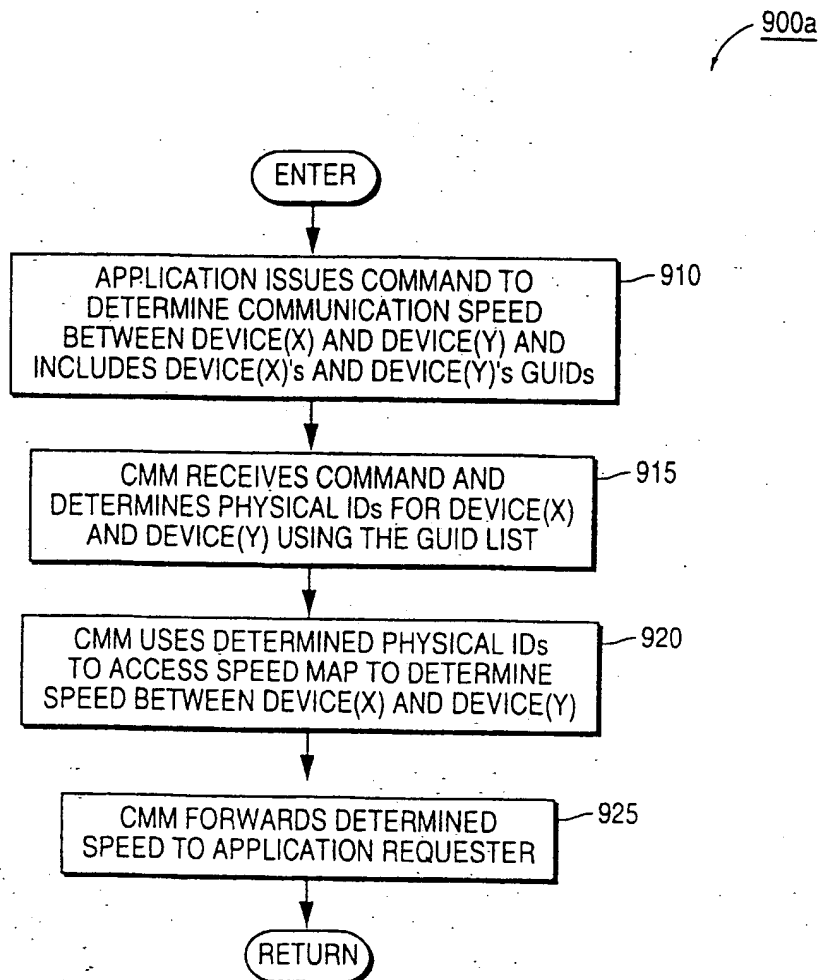 900a
ENTER
APPLICATION ISSUES COMMAND TO
DETERMINE COMMUNICATION SPEED
BETWEEN DEVICE(X) AND DEVICE(Y) AND
INCLUDES DEVICE(X)'s AND DEVICE(Y)'s GUIDs
910
CMM RECEIVES COMMAND AND
DETERMINES PHYSICAL IDs FOR DEVICE(X)
AND DEVICE(Y) USING THE GUID LIST
915
CMM USES DETERMINED PHYSICAL IDs
TO ACCESS SPEED MAP TO DETERMINE
SPEED BETWEEN DEVICE(X) AND DEVICE(Y)
920
CMM FORWARDS DETERMINED
SPEED TO APPLICATION REQUESTER
925
RETURN